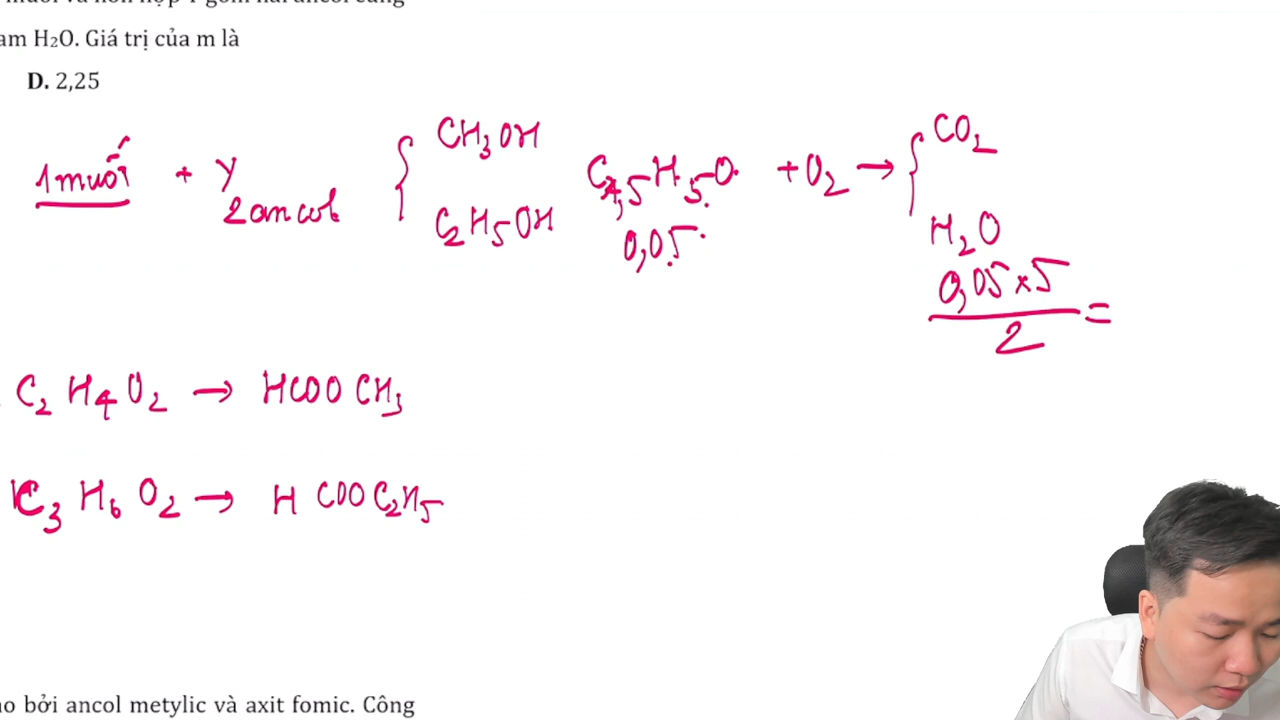 muối và hỗn hợp Y gồm hai ancol cùng
am H₂O. Giá trị của m là
D. 2,25
1 muối + Y 2 ancol { CH₃OH C₂H₅OH C₁,₅H₅O 0,05 + O₂ → { CO₂ H₂O
0,05 × 5 / 2 =
C₂H₄O₂ → HCOOCH₃
C₃H₆O₂ → HCOOC₂H₅
o bởi ancol metylic và axit fomic. Công